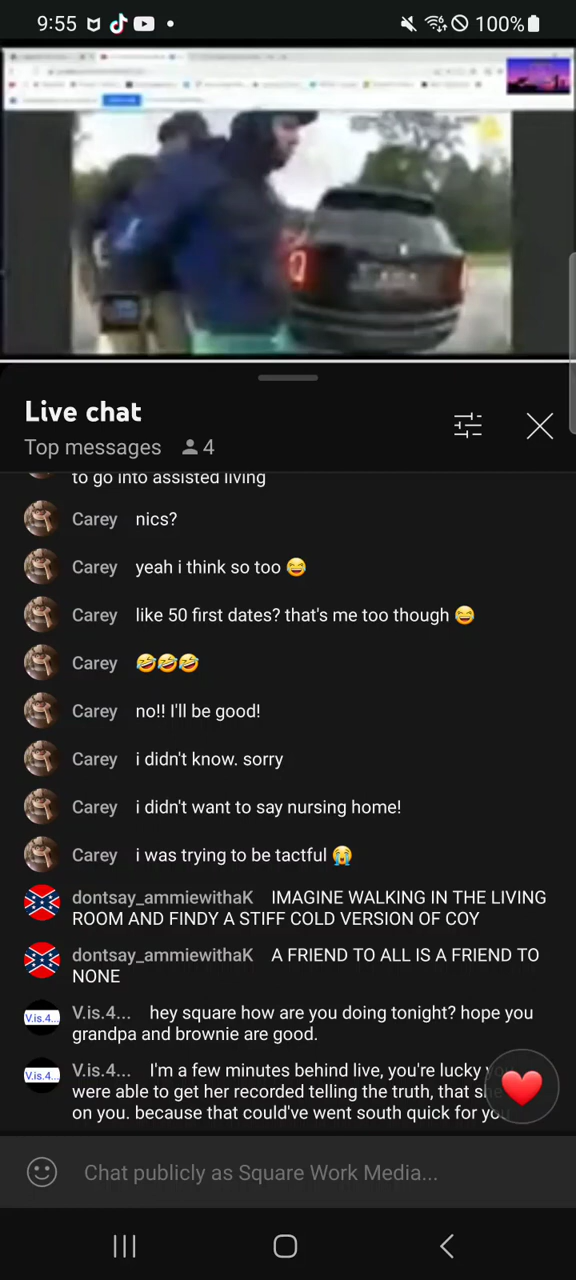 9:55
100%
Live chat
Top messages 4
to go into assisted living
Carey nics?
Carey yeah i think so too 😂
Carey like 50 first dates? that's me too though 😂
Carey 🤣🤣🤣
Carey no!! I'll be good!
Carey i didn't know. sorry
Carey i didn't want to say nursing home!
Carey i was trying to be tactful 😭
dontsay_ammiewithaK IMAGINE WALKING IN THE LIVING
ROOM AND FINDY A STIFF COLD VERSION OF COY
dontsay_ammiewithaK A FRIEND TO ALL IS A FRIEND TO
NONE
V.is.4...
V.is.4... hey square how are you doing tonight? hope you
grandpa and brownie are good.
V.is.4...
V.is.4... I'm a few minutes behind live, you're lucky
were able to get her recorded telling the truth, that
on you. because that could've went south quick for you
Chat publicly as Square Work Media...